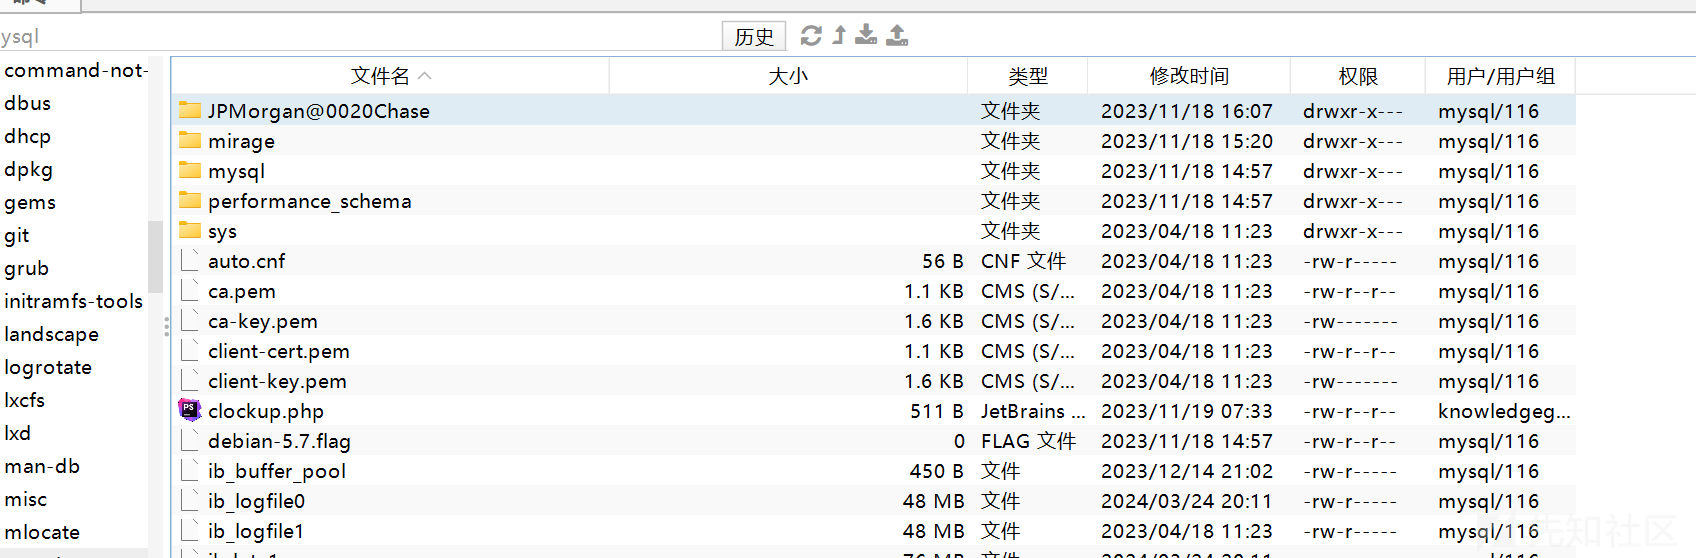 ysql
历史
command-not-
dbus
dhcp
dpkg
gems
git
grub
initramfs-tools
landscape
logrotate
lxcfs
lxd
man-db
misc
mlocate
文件名 大小 类型 修改时间 权限 用户/用户组
JPMorgan@0020Chase 文件夹 2023/11/18 16:07 drwxr-x--- mysql/116
mirage 文件夹 2023/11/18 15:20 drwxr-x--- mysql/116
mysql 文件夹 2023/11/18 14:57 drwxr-x--- mysql/116
performance_schema 文件夹 2023/11/18 14:57 drwxr-x--- mysql/116
sys 文件夹 2023/04/18 11:23 drwxr-x--- mysql/116
auto.cnf 56 B CNF 文件 2023/04/18 11:23 -rw-r----- mysql/116
ca.pem 1.1 KB CMS (S/... 2023/04/18 11:23 -rw-r--r-- mysql/116
ca-key.pem 1.6 KB CMS (S/... 2023/04/18 11:23 -rw------- mysql/116
client-cert.pem 1.1 KB CMS (S/... 2023/04/18 11:23 -rw-r--r-- mysql/116
client-key.pem 1.6 KB CMS (S/... 2023/04/18 11:23 -rw------- mysql/116
PS clockup.php 511 B JetBrains ... 2023/11/19 07:33 -rw-r--r-- knowledgeg...
debian-5.7.flag 0 FLAG 文件 2023/11/18 14:57 -rw-r--r-- mysql/116
ib_buffer_pool 450 B 文件 2023/12/14 21:02 -rw-r----- mysql/116
ib_logfile0 48 MB 文件 2024/03/24 20:11 -rw-r----- mysql/116
ib_logfile1 48 MB 文件 2023/04/18 11:23 -rw-r----- mysql/116
先知社区